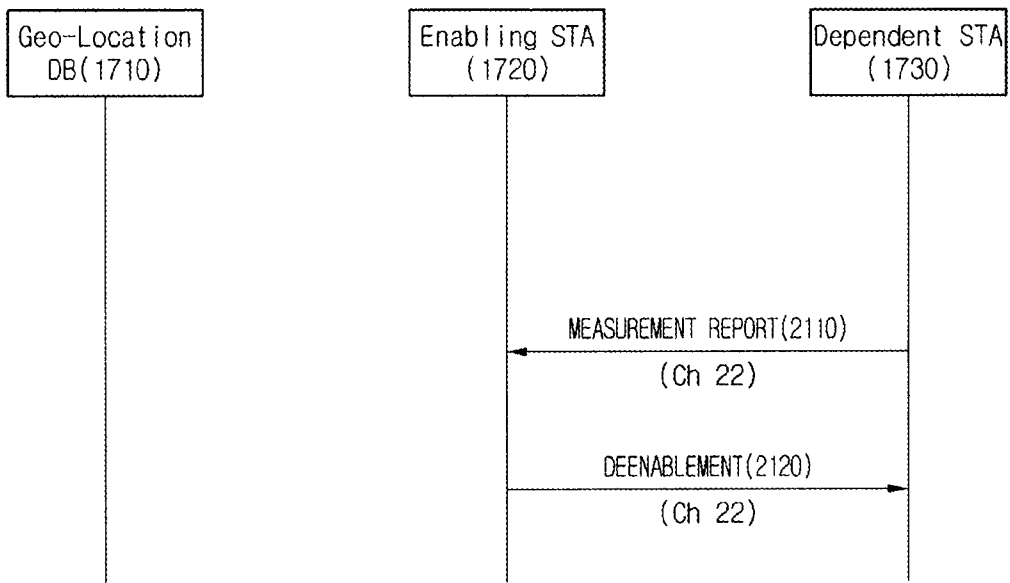 Geo-Location
DB(1710)
Enabling STA
(1720)
Dependent STA
(1730)
MEASUREMENT REPORT(2110)
(Ch 22)
DEENABLEMENT(2120)
(Ch 22)